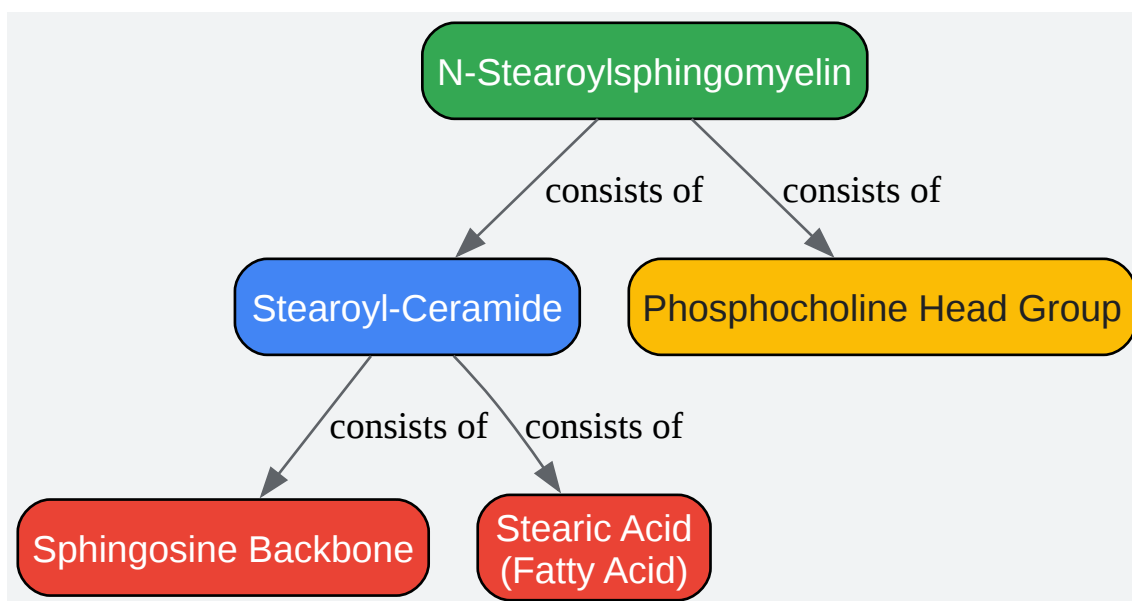 N-Stearoylsphingomyelin
consists of
consists of
Stearoyl-Ceramide
Phosphocholine Head Group
consists of
consists of
Sphingosine Backbone
Stearic Acid
(Fatty Acid)